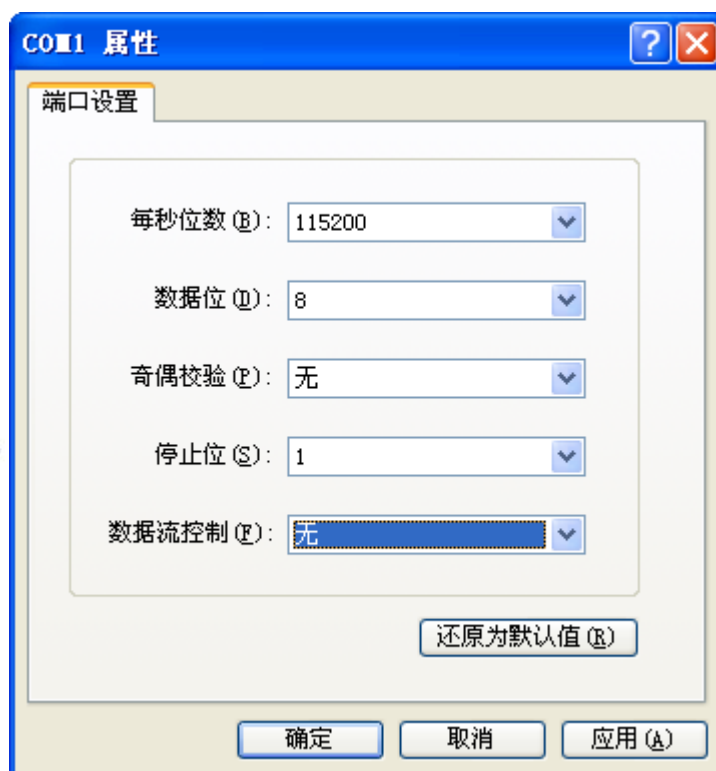 COM1 属性
端口设置
每秒位数(B): 115200
数据位(D): 8
奇偶校验(P): 无
停止位(S): 1
数据流控制(F): 无
还原为默认值(R)
确定 取消 应用(A)